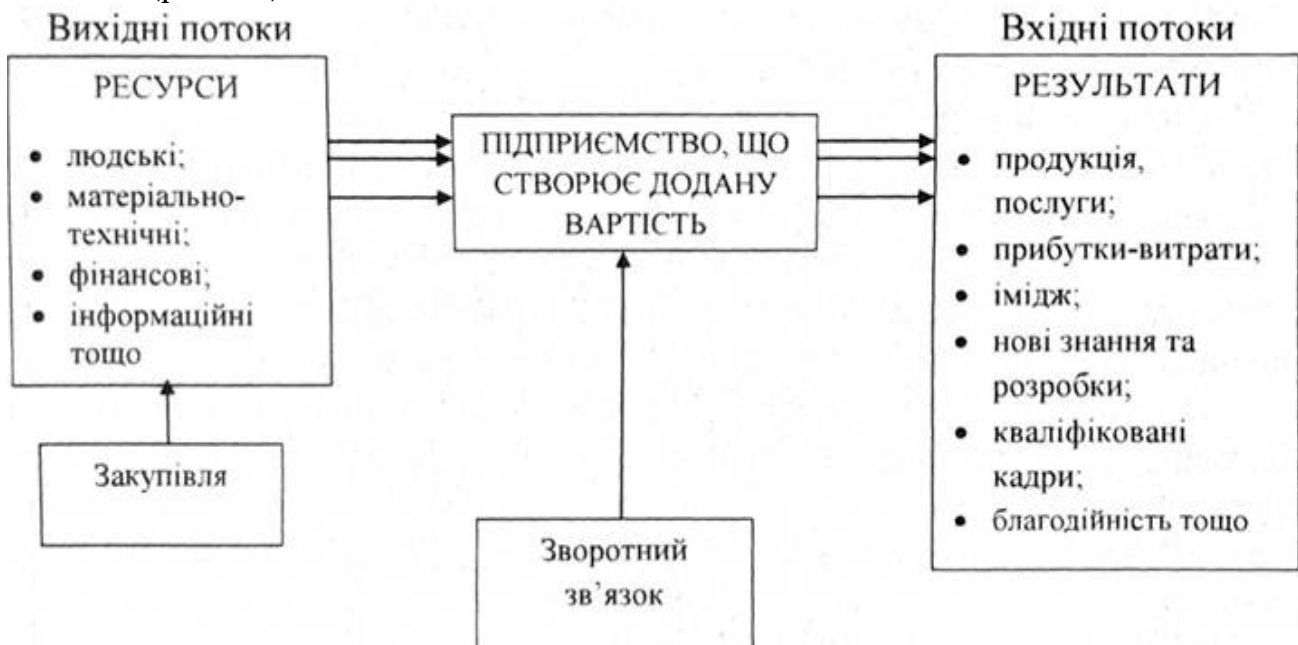 Вихідні потоки
РЕСУРСИ
• людські;
• матеріально-
технічні;
• фінансові;
• інформаційні
тощо
Закупівля
ПІДПРИЄМСТВО, ЩО
СТВОРЮЄ ДОДАНУ
ВАРТІСТЬ
Зворотний
зв’язок
Вхідні потоки
РЕЗУЛЬТАТИ
• продукція,
послуги;
• прибутки-витрати;
• імідж;
• нові знання та
розробки;
• кваліфіковані
кадри;
• благодійність тощо